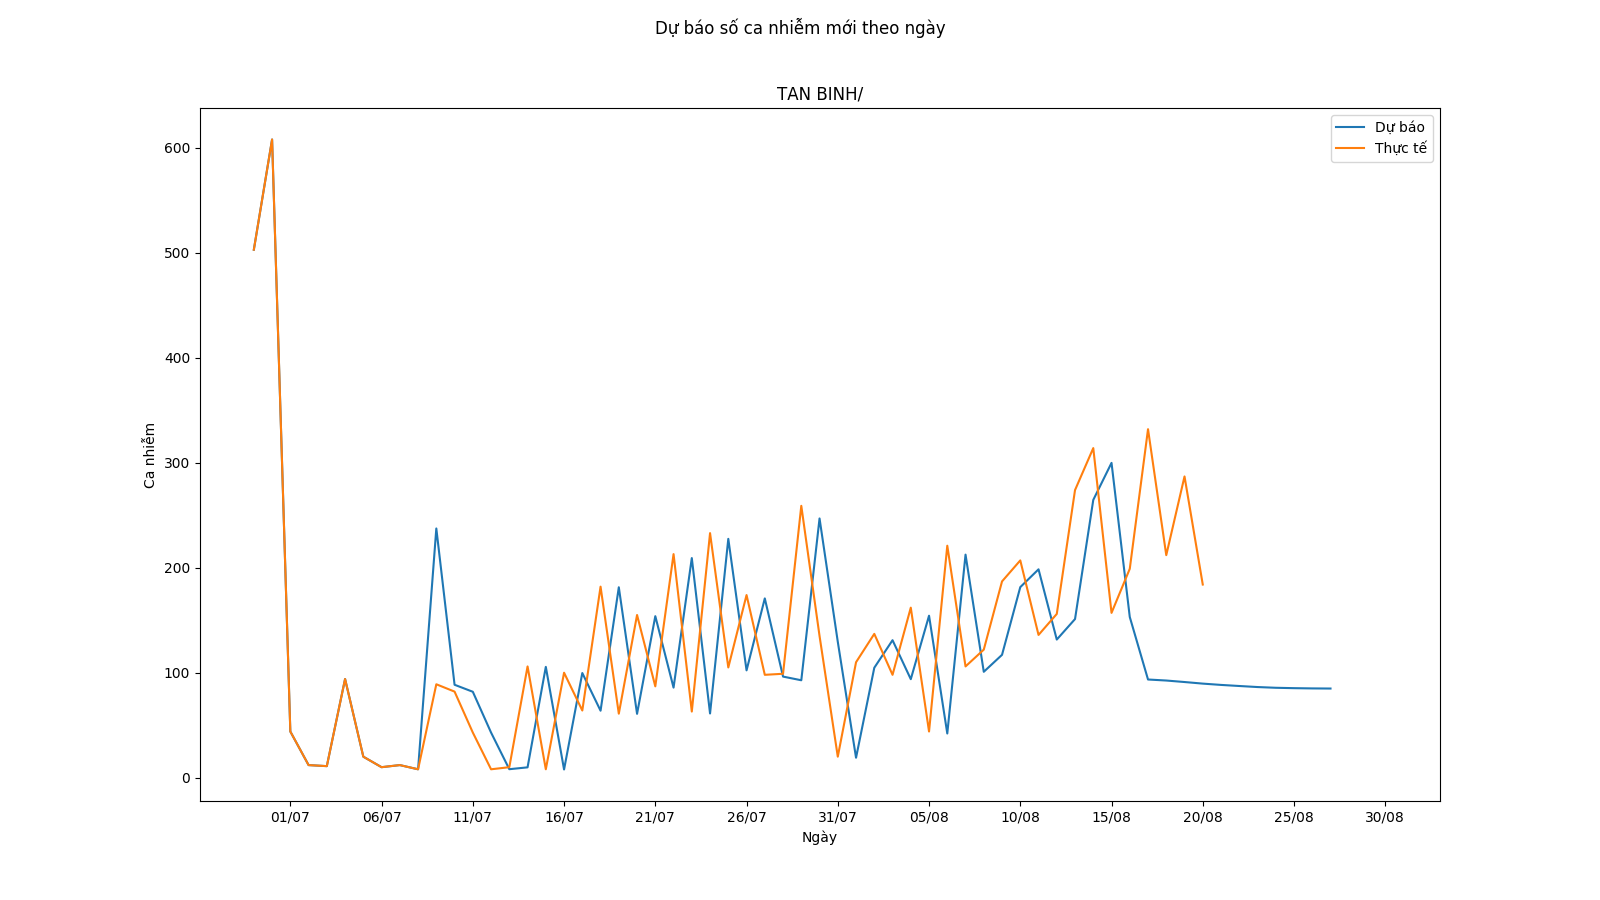 Dự báo số ca nhiễm mới theo ngày
TAN BINH/
Dự báo
Thực tế
600
500
400
300
200
100
0
Ca nhiễm
01/07 06/07 11/07 16/07 21/07 26/07 31/07 05/08 10/08 15/08 20/08 25/08 30/08
Ngày